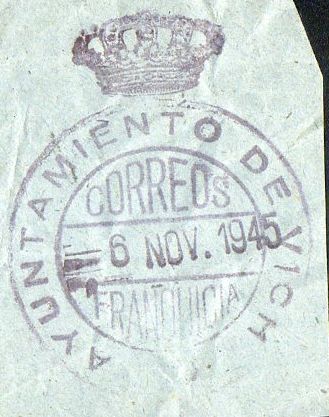 AYUNTAMIENTO DE VICH
CORREOS
6 NOV. 1945
FRANQUICIA